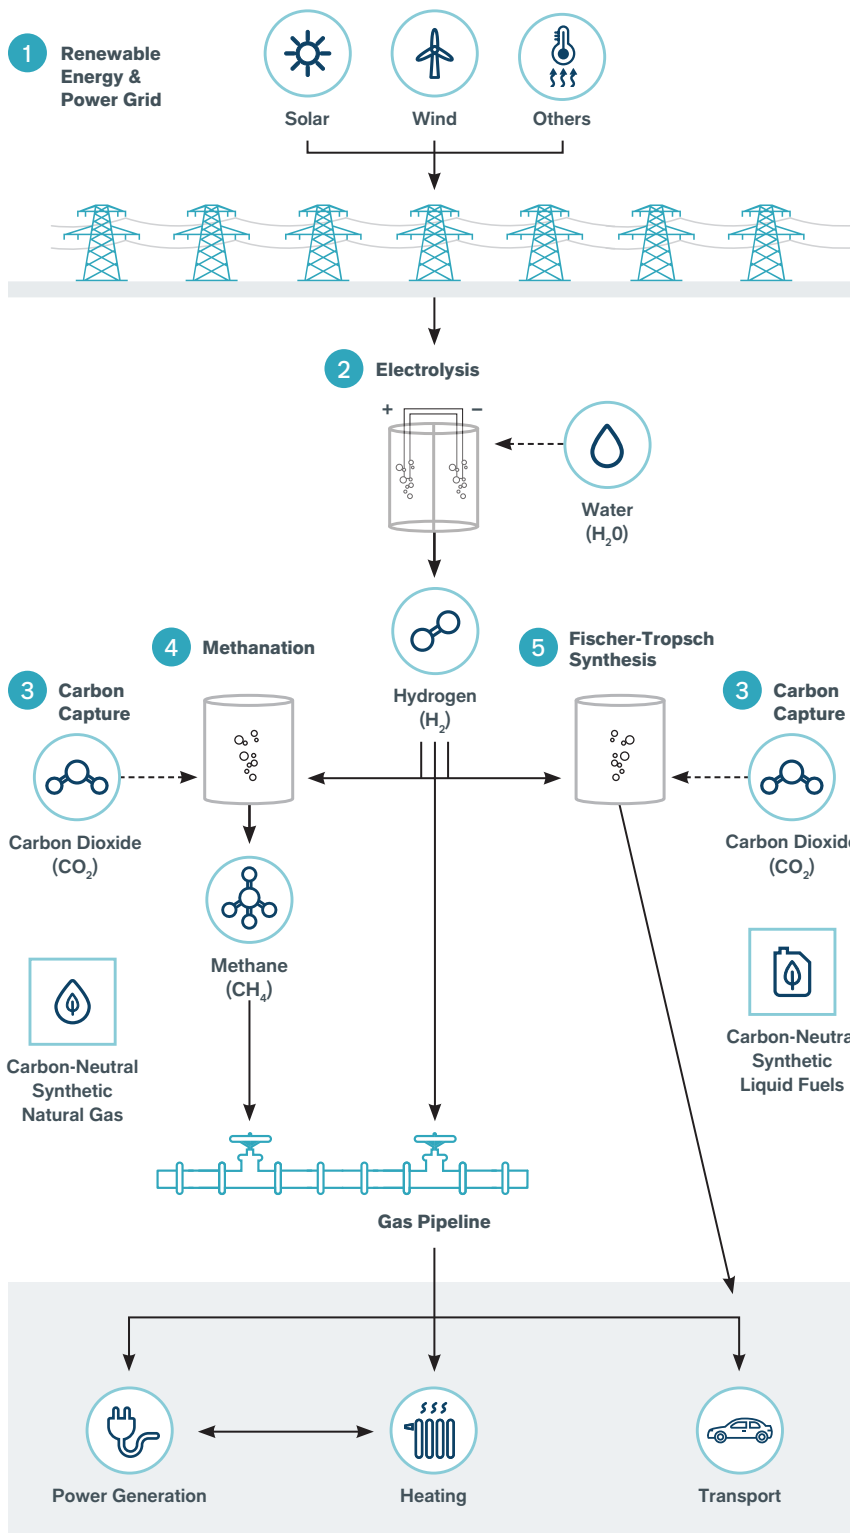 1
Renewable
Energy &
Power Grid
Solar
Wind
Others
2
Electrolysis
+
−
Water
(H₂0)
4
Methanation
5
Fischer-Tropsch
Synthesis
3
Carbon
Capture
Hydrogen
(H₂)
3
Carbon
Capture
Carbon Dioxide
(CO₂)
Carbon Dioxide
(CO₂)
Methane
(CH₄)
Carbon-Neutral
Synthetic
Natural Gas
Carbon-Neutra
Synthetic
Liquid Fuels
Gas Pipeline
Power Generation
Heating
Transport